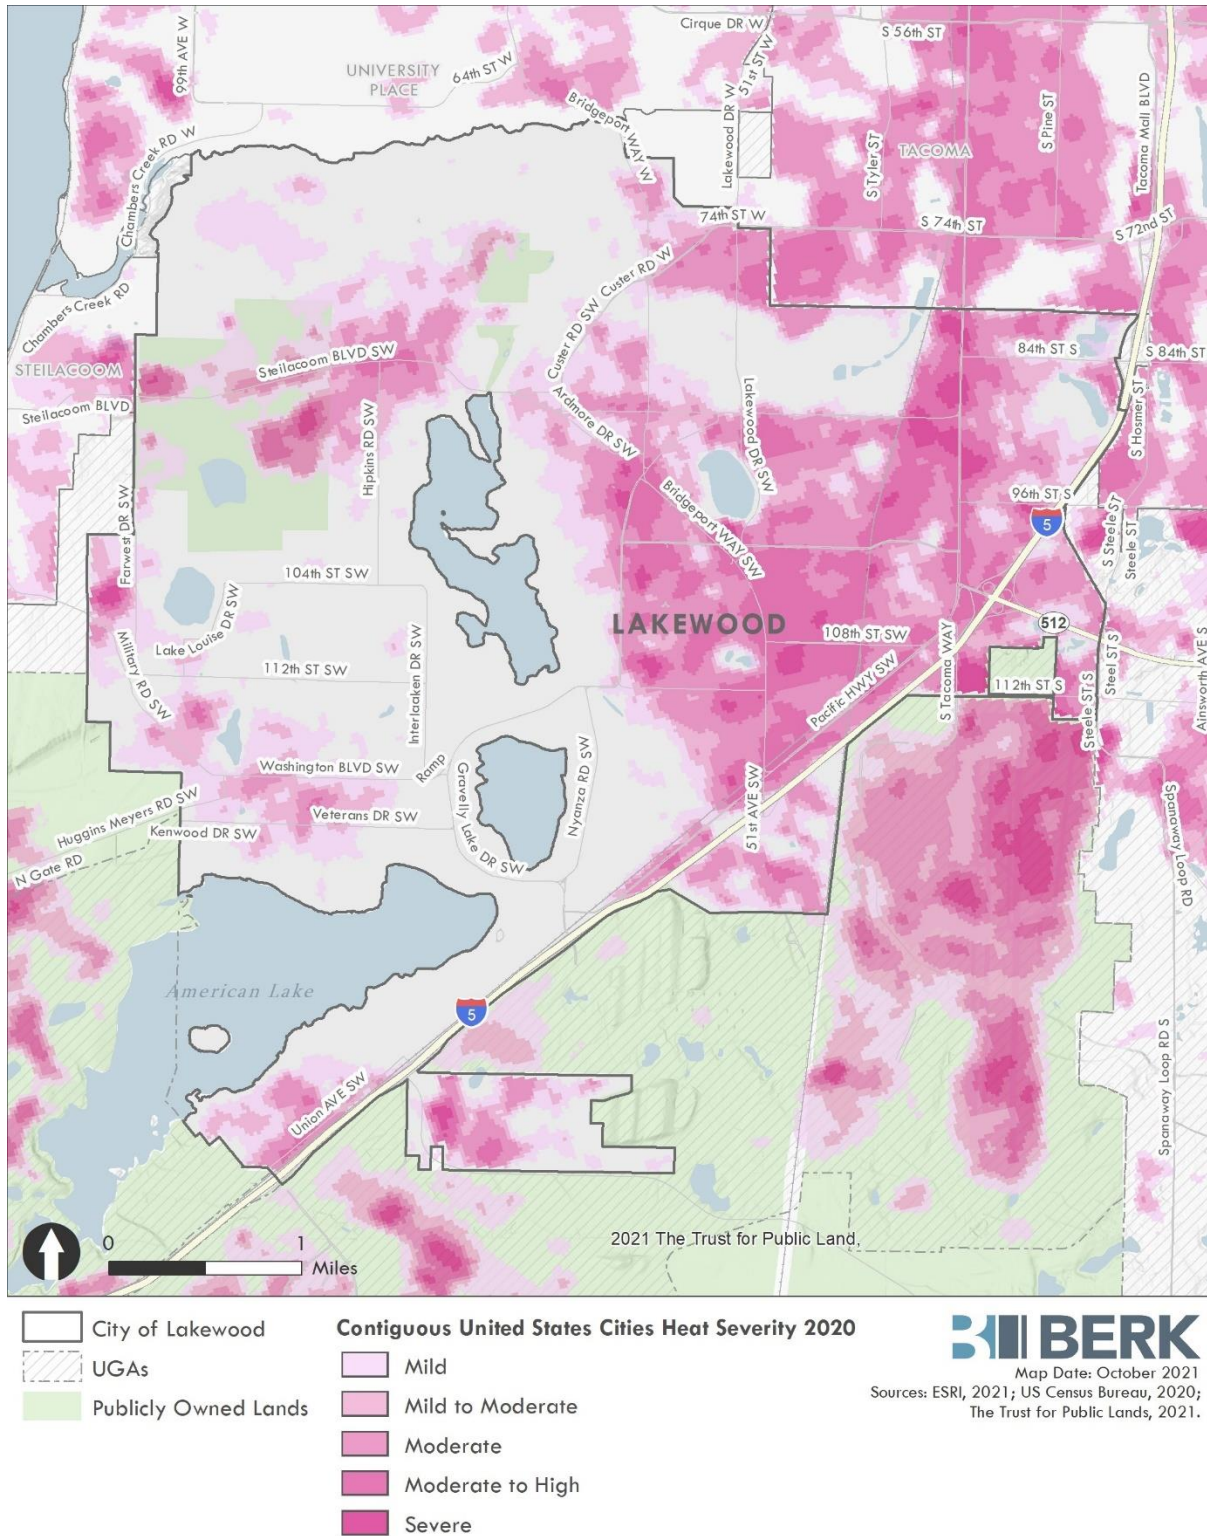 Cirque DR W
S 56th ST
99th AVE W
UNIVERSITY
PLACE
64th ST W
51st ST W
Tacoma Mall BLVD
Bridgeport WAY W
Lakewood DR W
S Pine ST
S Tyler ST
TACOMA
Chambers Creek RD W
74th ST W
S 74th ST
S 72nd ST
Chambers Creek RD
Custer RD W
Custer RD SW
STEILACOOM
Steilacoom BLVD SW
84th ST S
S 84th ST
Steilacoom BLVD
Ardmore DR SW
Lakewood DR SW
S Hosmer ST
Hipkins RD SW
Bridgeport WAY SW
96th ST S
5
S Steele ST
Steele ST
Farwest DR SW
104th ST SW
LAKEWOOD
108th ST SW
512
Lake Louise DR SW
Military RD SW
112th ST SW
Interlaaken DR SW
Pacific HWY SW
S Tacoma WAY
112th ST S
Steele ST S
Steel ST S
Ainsworth AVE S
Washington BLVD SW
Ramp
Gravelly Lake DR SW
Nyanza RD SW
51st AVE SW
Huggins Meyers RD SW
Veterans DR SW
Kenwood DR SW
N Gate RD
Spanaway Loop RD
American Lake
5
Union AVE SW
Spanaway Loop RD S
2021 The Trust for Public Land,
0 1
Miles
City of Lakewood
UGAs
Publicly Owned Lands
Contiguous United States Cities Heat Severity 2020
Mild
Mild to Moderate
Moderate
Moderate to High
Severe
BERK
Map Date: October 2021
Sources: ESRI, 2021; US Census Bureau, 2020;
The Trust for Public Lands, 2021.